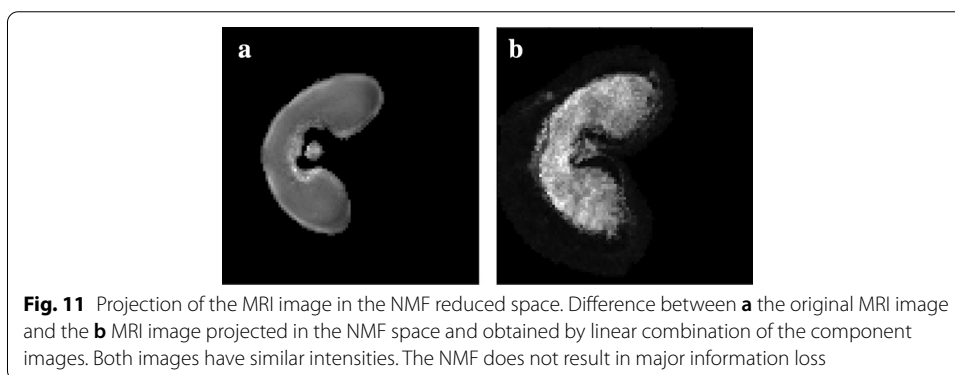 a
b
Fig. 11 Projection of the MRI image in the NMF reduced space. Difference between a the original MRI image
and the b MRI image projected in the NMF space and obtained by linear combination of the component
images. Both images have similar intensities. The NMF does not result in major information loss